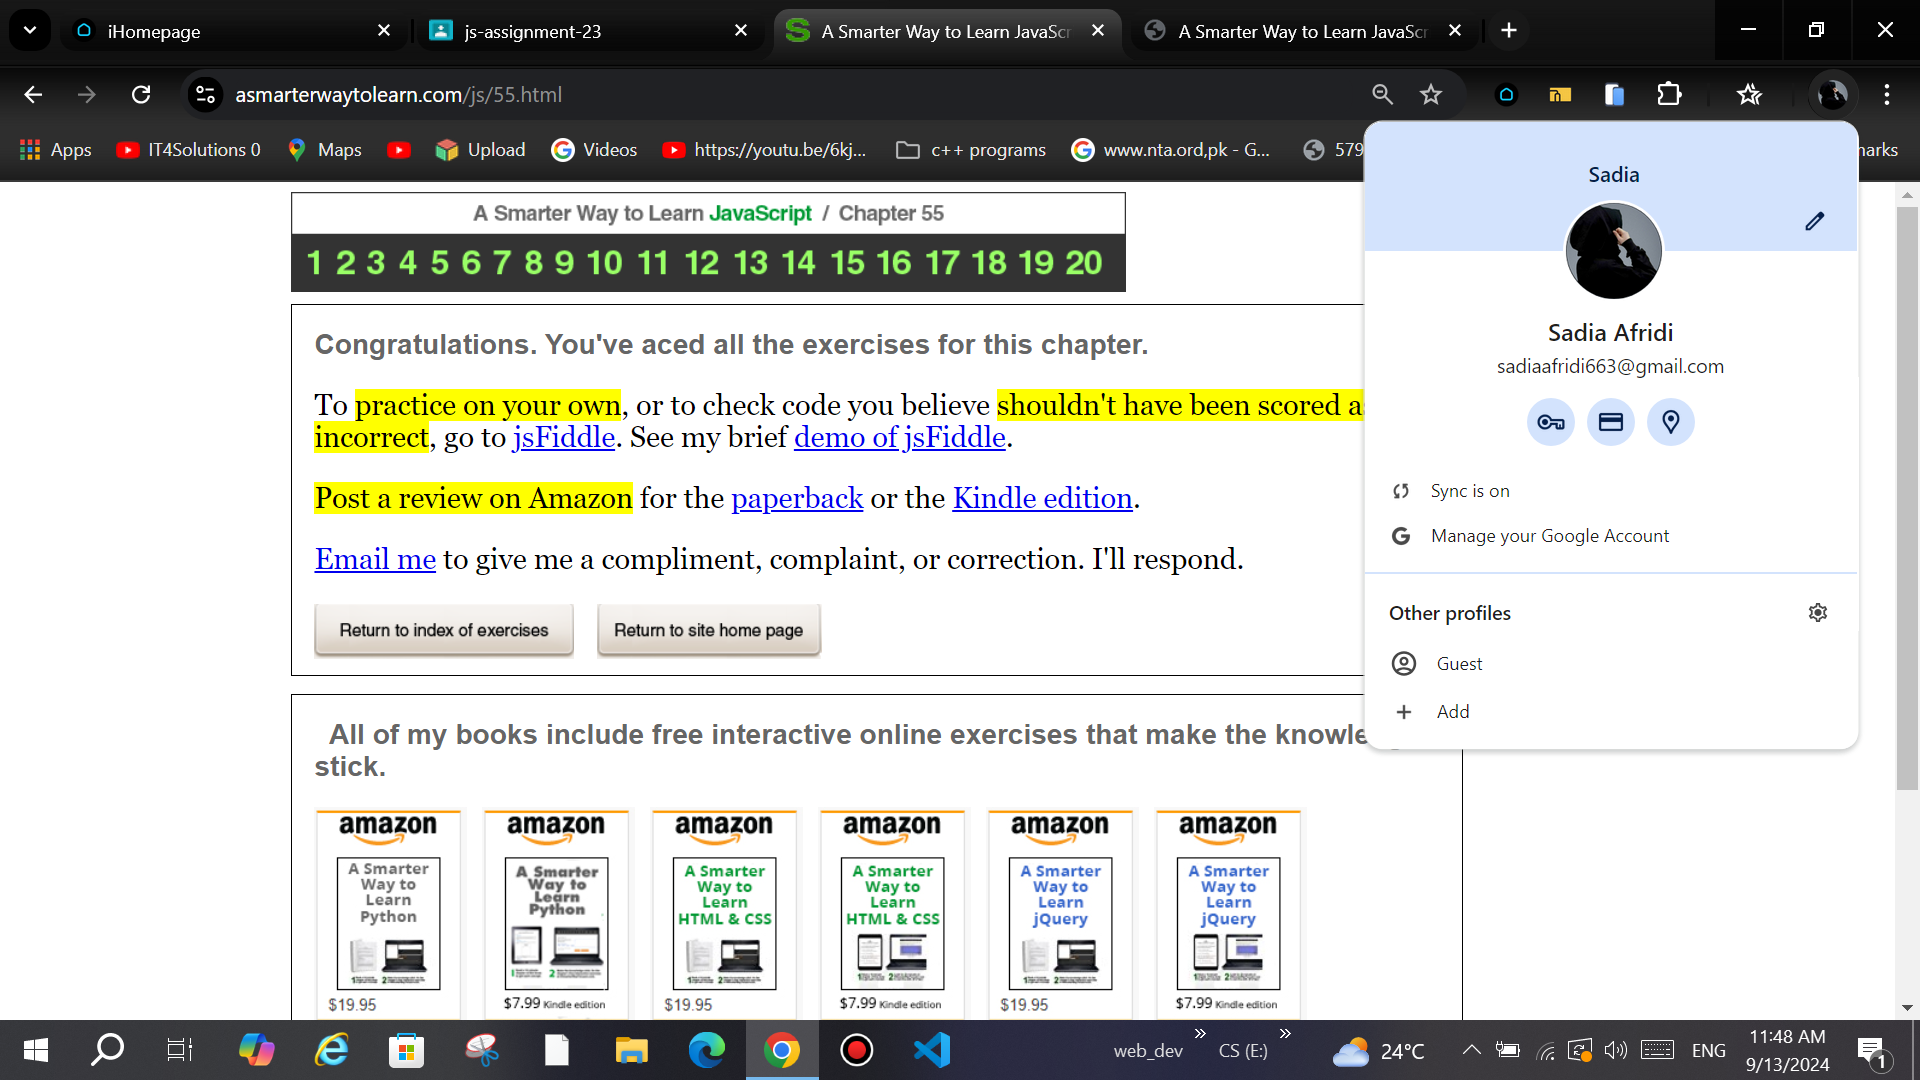 iHomepage
js-assignment-23
A Smarter Way to Learn JavaScr
A Smarter Way to Learn JavaScr
asmarterwaytolearn.com/js/55.html
Apps
IT4Solutions 0
Maps
Upload
Videos
https://youtu.be/6kj...
c++ programs
www.nta.ord,pk - G...
579
narks
A Smarter Way to Learn JavaScript / Chapter 55
1 2 3 4 5 6 7 8 9 10 11 12 13 14 15 16 17 18 19 20
Congratulations. You've aced all the exercises for this chapter.
To practice on your own, or to check code you believe shouldn't have been scored as
incorrect, go to jsFiddle. See my brief demo of jsFiddle.
Post a review on Amazon for the paperback or the Kindle edition.
Email me to give me a compliment, complaint, or correction. I'll respond.
Return to index of exercises
Return to site home page
Sadia
Sadia Afridi
sadiaafridi663@gmail.com
Sync is on
Manage your Google Account
Other profiles
Guest
Add
All of my books include free interactive online exercises that make the knowle
stick.
amazon
A Smarter
Way to
Learn
Python
$19.95
amazon
A Smarter
Way to
Learn
Python
$7.99 Kindle edition
amazon
A Smarter
Way to
Learn
HTML & CSS
$19.95
amazon
A Smarter
Way to
Learn
HTML & CSS
$7.99 Kindle edition
amazon
A Smarter
Way to
Learn
jQuery
$19.95
amazon
A Smarter
Way to
Learn
jQuery
$7.99 Kindle edition
web_dev
CS (E:)
24°C
ENG
11:48 AM
9/13/2024
1